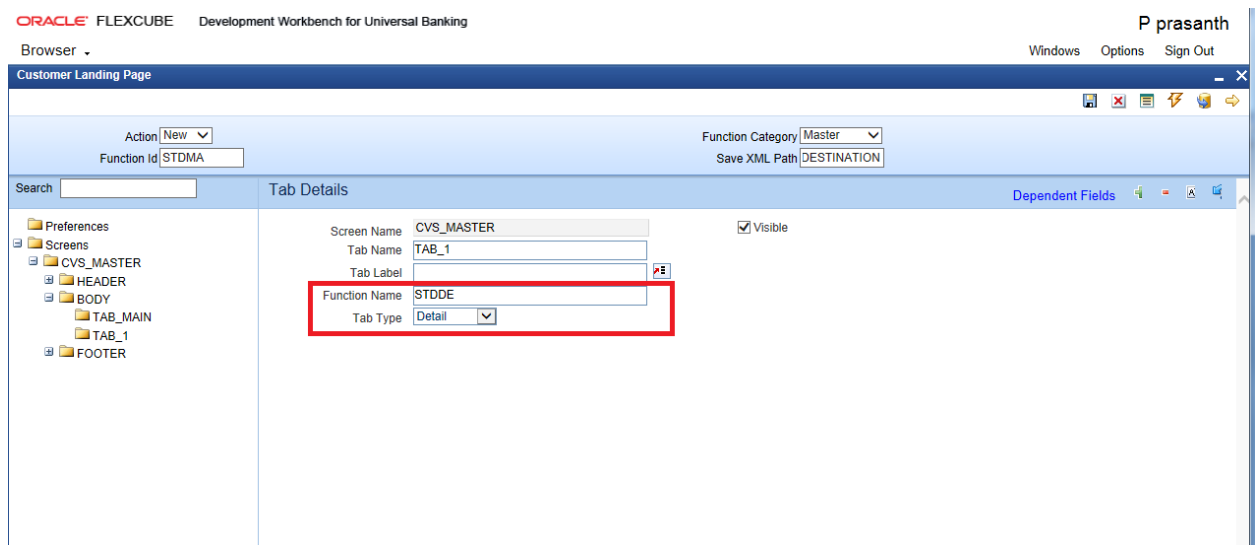 ORACLE FLEXCUBE Development Workbench for Universal Banking P prasanth
Browser Windows Options Sign Out
Customer Landing Page
Action New Function Category Master
Function Id STDMA Save XML Path DESTINATION
Search Tab Details Dependent Fields
Preferences
Screens
CVS_MASTER
HEADER
BODY
TAB_MAIN
TAB_1
FOOTER
Screen Name CVS_MASTER Visible
Tab Name TAB_1
Tab Label
Function Name STDDE
Tab Type Detail